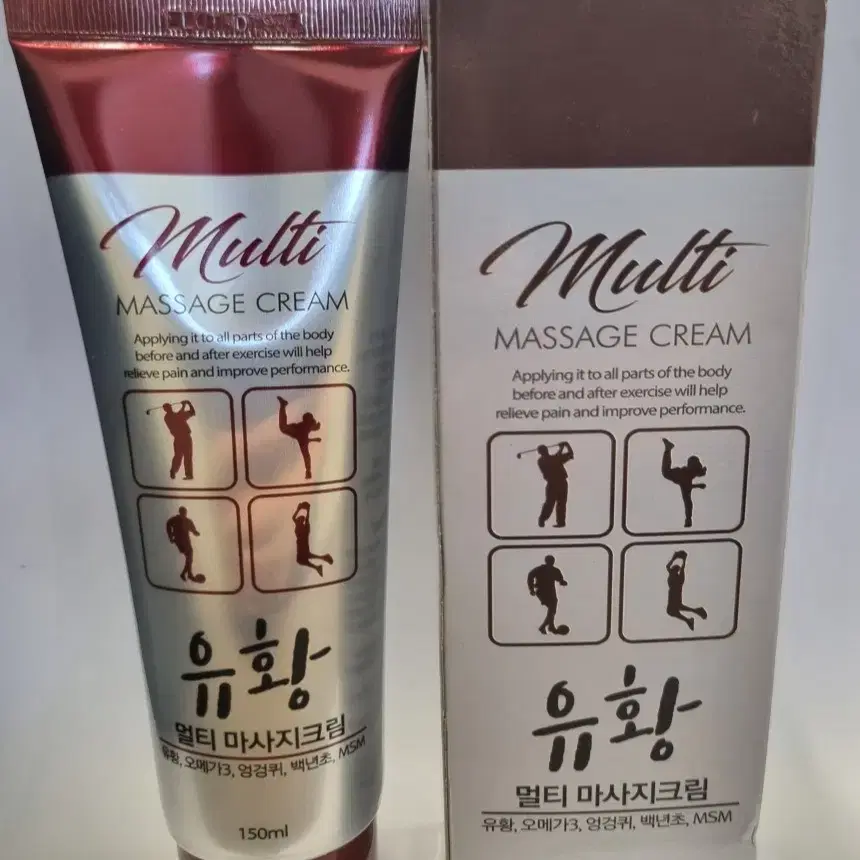 Multi
MASSAGE CREAM
Applying it to all parts of the body
before and after exercise will help
relieve pain and improve performance.
유황
멀티 마사지크림
유황, 오메가3, 엉겅퀴, 백년초, MSM
150ml
Multi
MASSAGE CREAM
Applying it to all parts of the body
before and after exercise will help
relieve pain and improve performance.
유황
멀티 마사지크림
유황, 오메가3, 엉겅퀴, 백년초, MSM